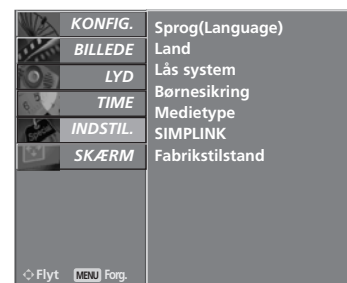 KONFIG.
BILLEDE
LYD
TIME
INDSTIL.
SKÆRM
Sprog(Language)
Land
Lås system
Børnesikring
Medietype
SIMPLINK
Fabrikstilstand
Flyt MENU Forg.